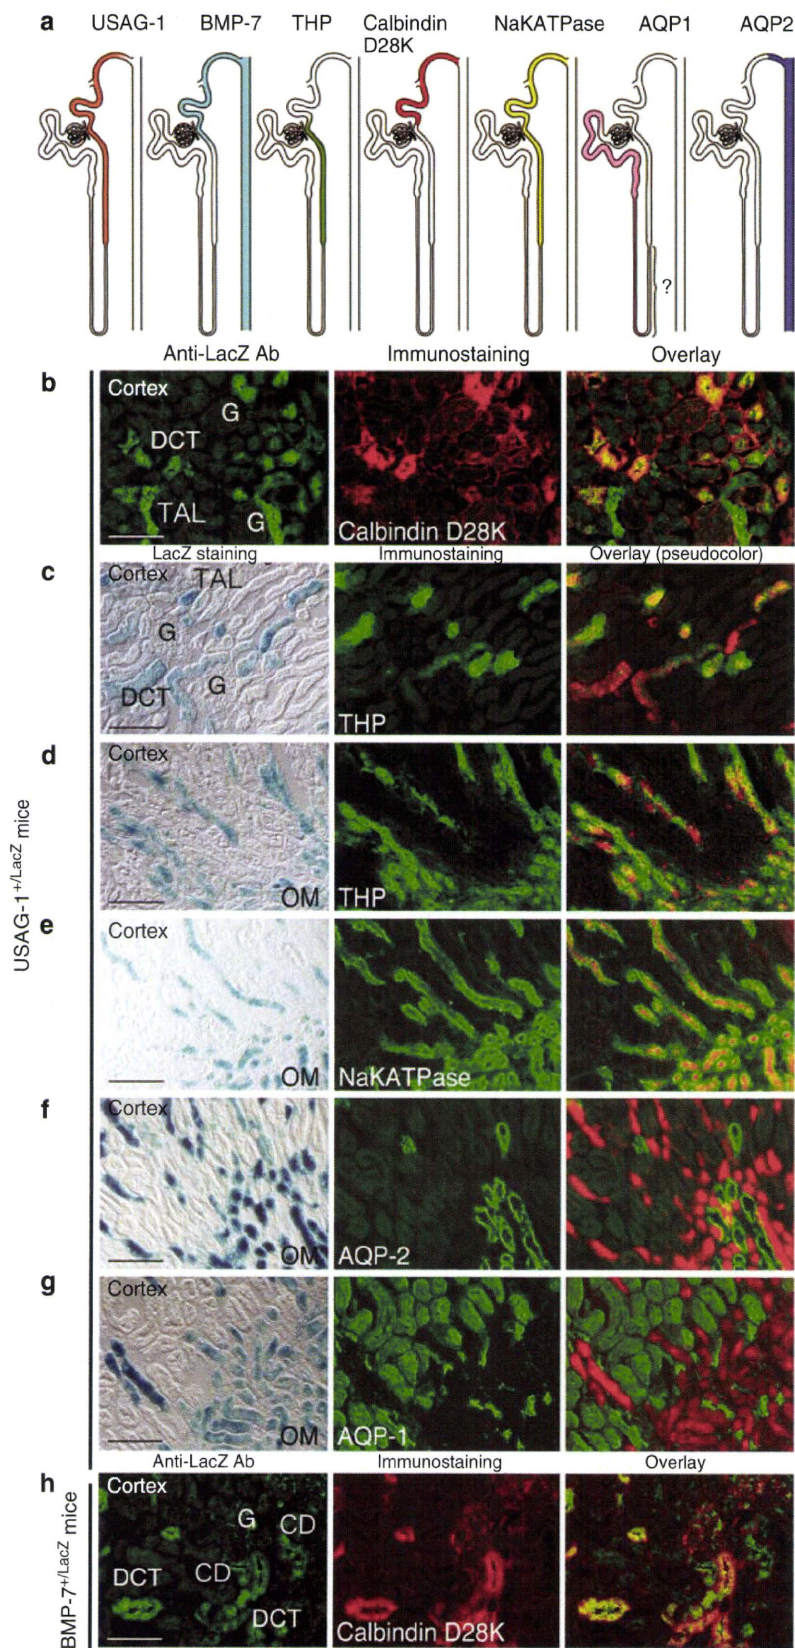 a USAG-1 BMP-7 THP Calbindin D28K NaKATPase AQP1 AQP2
?
Anti-LacZ Ab Immunostaining Overlay
b Cortex G DCT TAL G Calbindin D28K
LacZ staining Immunostaining Overlay (pseudocolor)
c Cortex TAL G DCT G THP
d Cortex OM THP
e Cortex OM NaKATPase
f Cortex OM AQP-2
g Cortex OM AQP-1
USAG-1+/LacZ mice
Anti-LacZ Ab Immunostaining Overlay
h Cortex G CD DCT CD DCT Calbindin D28K
BMP-7+/LacZ mice